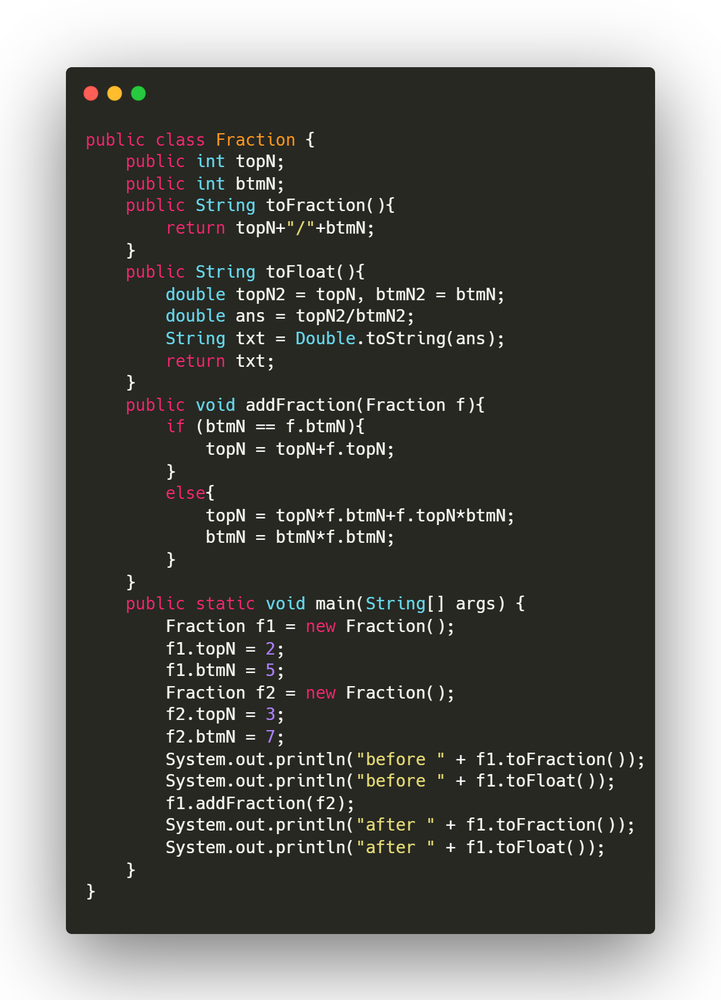 public class Fraction {
    public int topN;
    public int btmN;
    public String toFraction(){
        return topN+"/"+btmN;
    }
    public String toFloat(){
        double topN2 = topN, btmN2 = btmN;
        double ans = topN2/btmN2;
        String txt = Double.toString(ans);
        return txt;
    }
    public void addFraction(Fraction f){
        if (btmN == f.btmN){
            topN = topN+f.topN;
        }
        else{
            topN = topN*f.btmN+f.topN*btmN;
            btmN = btmN*f.btmN;
        }
    }
    public static void main(String[] args) {
        Fraction f1 = new Fraction();
        f1.topN = 2;
        f1.btmN = 5;
        Fraction f2 = new Fraction();
        f2.topN = 3;
        f2.btmN = 7;
        System.out.println("before " + f1.toFraction());
        System.out.println("before " + f1.toFloat());
        f1.addFraction(f2);
        System.out.println("after " + f1.toFraction());
        System.out.println("after " + f1.toFloat());
    }
}